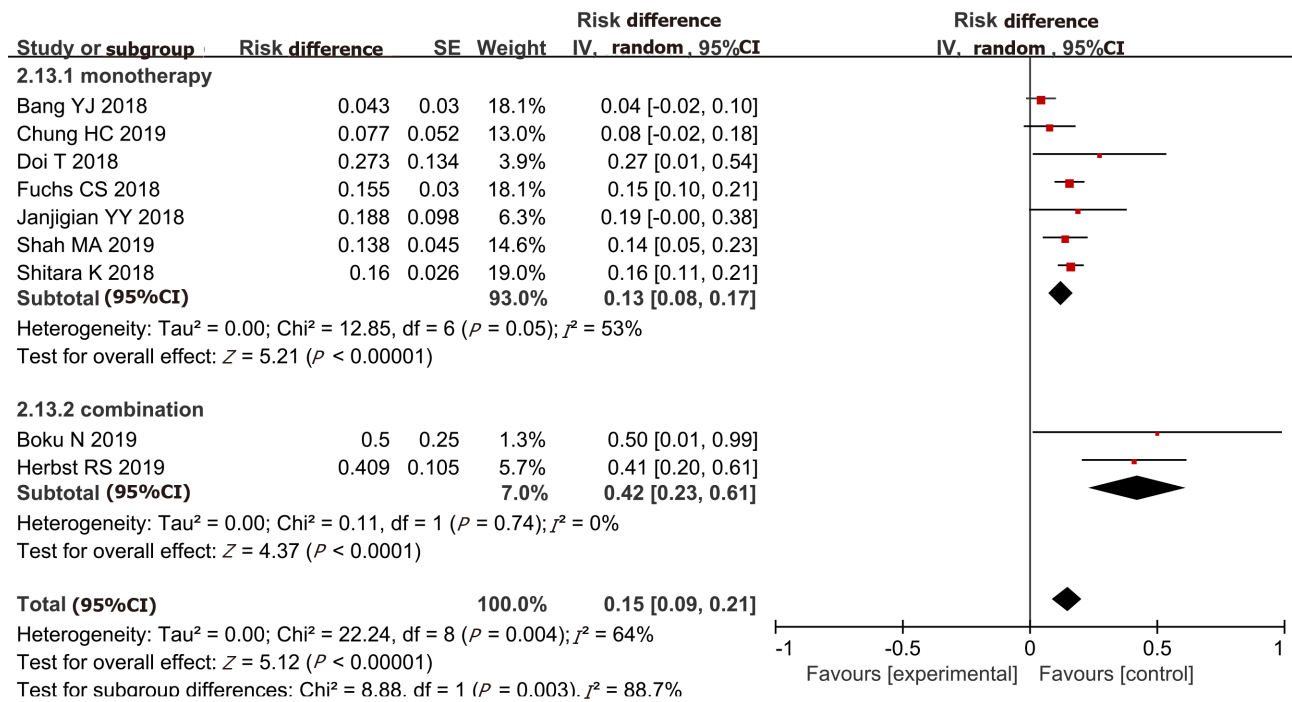 Risk difference Risk difference
Study or subgroup Risk difference SE Weight IV, random, 95%CI IV, random, 95%CI
2.13.1 monotherapy
Bang YJ 2018 0.043 0.03 18.1% 0.04 [-0.02, 0.10]
Chung HC 2019 0.077 0.052 13.0% 0.08 [-0.02, 0.18]
Doi T 2018 0.273 0.134 3.9% 0.27 [0.01, 0.54]
Fuchs CS 2018 0.155 0.03 18.1% 0.15 [0.10, 0.21]
Janjigian YY 2018 0.188 0.098 6.3% 0.19 [-0.00, 0.38]
Shah MA 2019 0.138 0.045 14.6% 0.14 [0.05, 0.23]
Shitara K 2018 0.16 0.026 19.0% 0.16 [0.11, 0.21]
Subtotal (95%CI) 93.0% 0.13 [0.08, 0.17]
Heterogeneity: Tau² = 0.00; Chi² = 12.85, df = 6 (P = 0.05); I² = 53%
Test for overall effect: Z = 5.21 (P < 0.00001)
2.13.2 combination
Boku N 2019 0.5 0.25 1.3% 0.50 [0.01, 0.99]
Herbst RS 2019 0.409 0.105 5.7% 0.41 [0.20, 0.61]
Subtotal (95%CI) 7.0% 0.42 [0.23, 0.61]
Heterogeneity: Tau² = 0.00; Chi² = 0.11, df = 1 (P = 0.74); I² = 0%
Test for overall effect: Z = 4.37 (P < 0.0001)
Total (95%CI) 100.0% 0.15 [0.09, 0.21]
Heterogeneity: Tau² = 0.00; Chi² = 22.24, df = 8 (P = 0.004); I² = 64%
Test for overall effect: Z = 5.12 (P < 0.00001)
Test for subgroup differences: Chi² = 8.88, df = 1 (P = 0.003), I² = 88.7%
-1 -0.5 0 0.5 1
Favours [experimental] Favours [control]